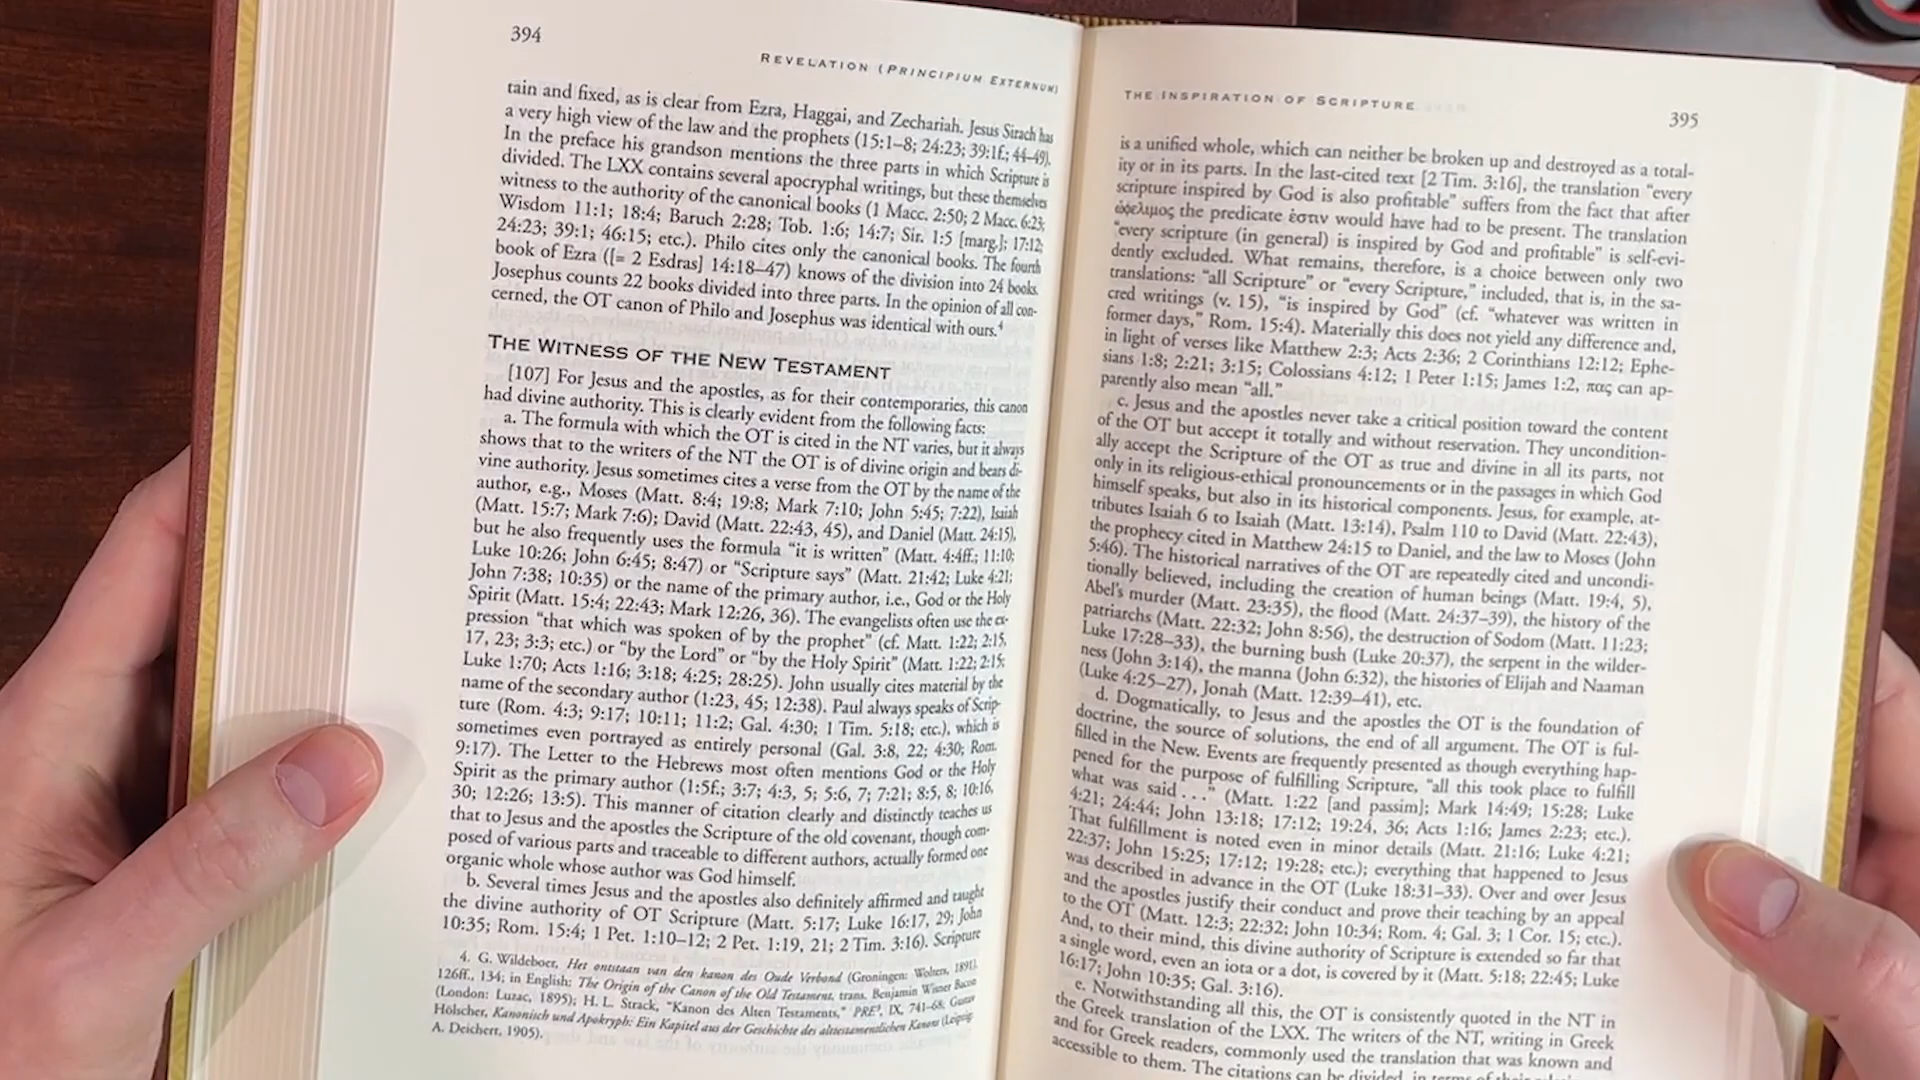 394
REVELATION (PRINCIPIUM EXTERNUM)
tain and fixed, as is clear from Ezra, Haggai, and Zechariah. Jesus Sirach has
a very high view of the law and the prophets (15:1–8; 24:23; 39:1f.; 44–49).
In the preface his grandson mentions the three parts in which Scripture is
divided. The LXX contains several apocryphal writings, but these themselves
witness to the authority of the canonical books (1 Macc. 2:50; 2 Macc. 6:23;
Wisdom 11:1; 18:4; Baruch 2:28; Tob. 1:6; 14:7; Sir. 1:5 [marg.]; 17:12;
24:23; 39:1; 46:15; etc.). Philo cites only the canonical books. The fourth
book of Ezra ([= 2 Esdras] 14:18–47) knows of the division into 24 books.
Josephus counts 22 books divided into three parts. In the opinion of all con-
cerned, the OT canon of Philo and Josephus was identical with ours.⁴
THE WITNESS OF THE NEW TESTAMENT
[107] For Jesus and the apostles, as for their contemporaries, this canon
had divine authority. This is clearly evident from the following facts:
a. The formula with which the OT is cited in the NT varies, but it always
shows that to the writers of the NT the OT is of divine origin and bears di-
vine authority. Jesus sometimes cites a verse from the OT by the name of the
author, e.g., Moses (Matt. 8:4; 19:8; Mark 7:10; John 5:45; 7:22), Isaiah
(Matt. 15:7; Mark 7:6); David (Matt. 22:43, 45), and Daniel (Matt. 24:15),
but he also frequently uses the formula “it is written” (Matt. 4:4ff.; 11:10;
Luke 10:26; John 6:45; 8:47) or “Scripture says” (Matt. 21:42; Luke 4:21;
John 7:38; 10:35) or the name of the primary author, i.e., God or the Holy
Spirit (Matt. 15:4; 22:43; Mark 12:26, 36). The evangelists often use the ex-
pression “that which was spoken of by the prophet” (cf. Matt. 1:22; 2:15,
17, 23; 3:3; etc.) or “by the Lord” or “by the Holy Spirit” (Matt. 1:22; 2:15;
Luke 1:70; Acts 1:16; 3:18; 4:25; 28:25). John usually cites material by the
name of the secondary author (1:23, 45; 12:38). Paul always speaks of Scrip-
ture (Rom. 4:3; 9:17; 10:11; 11:2; Gal. 4:30; 1 Tim. 5:18; etc.), which is
sometimes even portrayed as entirely personal (Gal. 3:8, 22; 4:30; Rom.
9:17). The Letter to the Hebrews most often mentions God or the Holy
Spirit as the primary author (1:5f.; 3:7; 4:3, 5; 5:6, 7; 7:21; 8:5, 8; 10:16,
30; 12:26; 13:5). This manner of citation clearly and distinctly teaches us
that to Jesus and the apostles the Scripture of the old covenant, though com-
posed of various parts and traceable to different authors, actually formed one
organic whole whose author was God himself.
b. Several times Jesus and the apostles also definitely affirmed and taught
the divine authority of OT Scripture (Matt. 5:17; Luke 16:17, 29; John
10:35; Rom. 15:4; 1 Pet. 1:10–12; 2 Pet. 1:19, 21; 2 Tim. 3:16). Scripture
4. G. Wildeboer, Het ontstaan van den kanon des Oude Verbond (Groningen: Wolters, 1891),
126ff., 134; in English: The Origin of the Canon of the Old Testament, trans. Benjamin Wisner Bacon
(London: Luzac, 1895); H. L. Strack, “Kanon des Alten Testaments,” PRE³, IX, 741–68; Gustav
Hölscher, Kanonisch und Apokryph: Ein Kapitel aus der Geschichte des alttestamentlichen Kanons (Leipzig:
A. Deichert, 1905).
THE INSPIRATION OF SCRIPTURE
395
is a unified whole, which can neither be broken up and destroyed as a total-
ity or in its parts. In the last-cited text [2 Tim. 3:16], the translation “every
scripture inspired by God is also profitable” suffers from the fact that after
ὠφελιμος the predicate ἐστιν would have had to be present. The translation
“every scripture (in general) is inspired by God and profitable” is self-evi-
dently excluded. What remains, therefore, is a choice between only two
translations: “all Scripture” or “every Scripture,” included, that is, in the sa-
cred writings (v. 15), “is inspired by God” (cf. “whatever was written in
former days,” Rom. 15:4). Materially this does not yield any difference and,
in light of verses like Matthew 2:3; Acts 2:36; 2 Corinthians 12:12; Ephe-
sians 1:8; 2:21; 3:15; Colossians 4:12; 1 Peter 1:15; James 1:2, πας can ap-
parently also mean “all.”
c. Jesus and the apostles never take a critical position toward the content
of the OT but accept it totally and without reservation. They uncondition-
ally accept the Scripture of the OT as true and divine in all its parts, not
only in its religious-ethical pronouncements or in the passages in which God
himself speaks, but also in its historical components. Jesus, for example, at-
tributes Isaiah 6 to Isaiah (Matt. 13:14), Psalm 110 to David (Matt. 22:43),
the prophecy cited in Matthew 24:15 to Daniel, and the law to Moses (John
5:46). The historical narratives of the OT are repeatedly cited and uncondi-
tionally believed, including the creation of human beings (Matt. 19:4, 5),
Abel’s murder (Matt. 23:35), the flood (Matt. 24:37–39), the history of the
patriarchs (Matt. 22:32; John 8:56), the destruction of Sodom (Matt. 11:23;
Luke 17:28–33), the burning bush (Luke 20:37), the serpent in the wilder-
ness (John 3:14), the manna (John 6:32), the histories of Elijah and Naaman
(Luke 4:25–27), Jonah (Matt. 12:39–41), etc.
d. Dogmatically, to Jesus and the apostles the OT is the foundation of
doctrine, the source of solutions, the end of all argument. The OT is ful-
filled in the New. Events are frequently presented as though everything hap-
pened for the purpose of fulfilling Scripture, “all this took place to fulfill
what was said . . .” (Matt. 1:22 [and passim]; Mark 14:49; 15:28; Luke
4:21; 24:44; John 13:18; 17:12; 19:24, 36; Acts 1:16; James 2:23; etc.).
That fulfillment is noted even in minor details (Matt. 21:16; Luke 4:21;
22:37; John 15:25; 17:12; 19:28; etc.); everything that happened to Jesus
was described in advance in the OT (Luke 18:31–33). Over and over Jesus
and the apostles justify their conduct and prove their teaching by an appeal
to the OT (Matt. 12:3; 22:32; John 10:34; Rom. 4; Gal. 3; 1 Cor. 15; etc.).
And, to their mind, this divine authority of Scripture is extended so far that
a single word, even an iota or a dot, is covered by it (Matt. 5:18; 22:45; Luke
16:17; John 10:35; Gal. 3:16).
e. Notwithstanding all this, the OT is consistently quoted in the NT in
the Greek translation of the LXX. The writers of the NT, writing in Greek
and for Greek readers, commonly used the translation that was known and
accessible to them. The citations can be divided, in terms of their